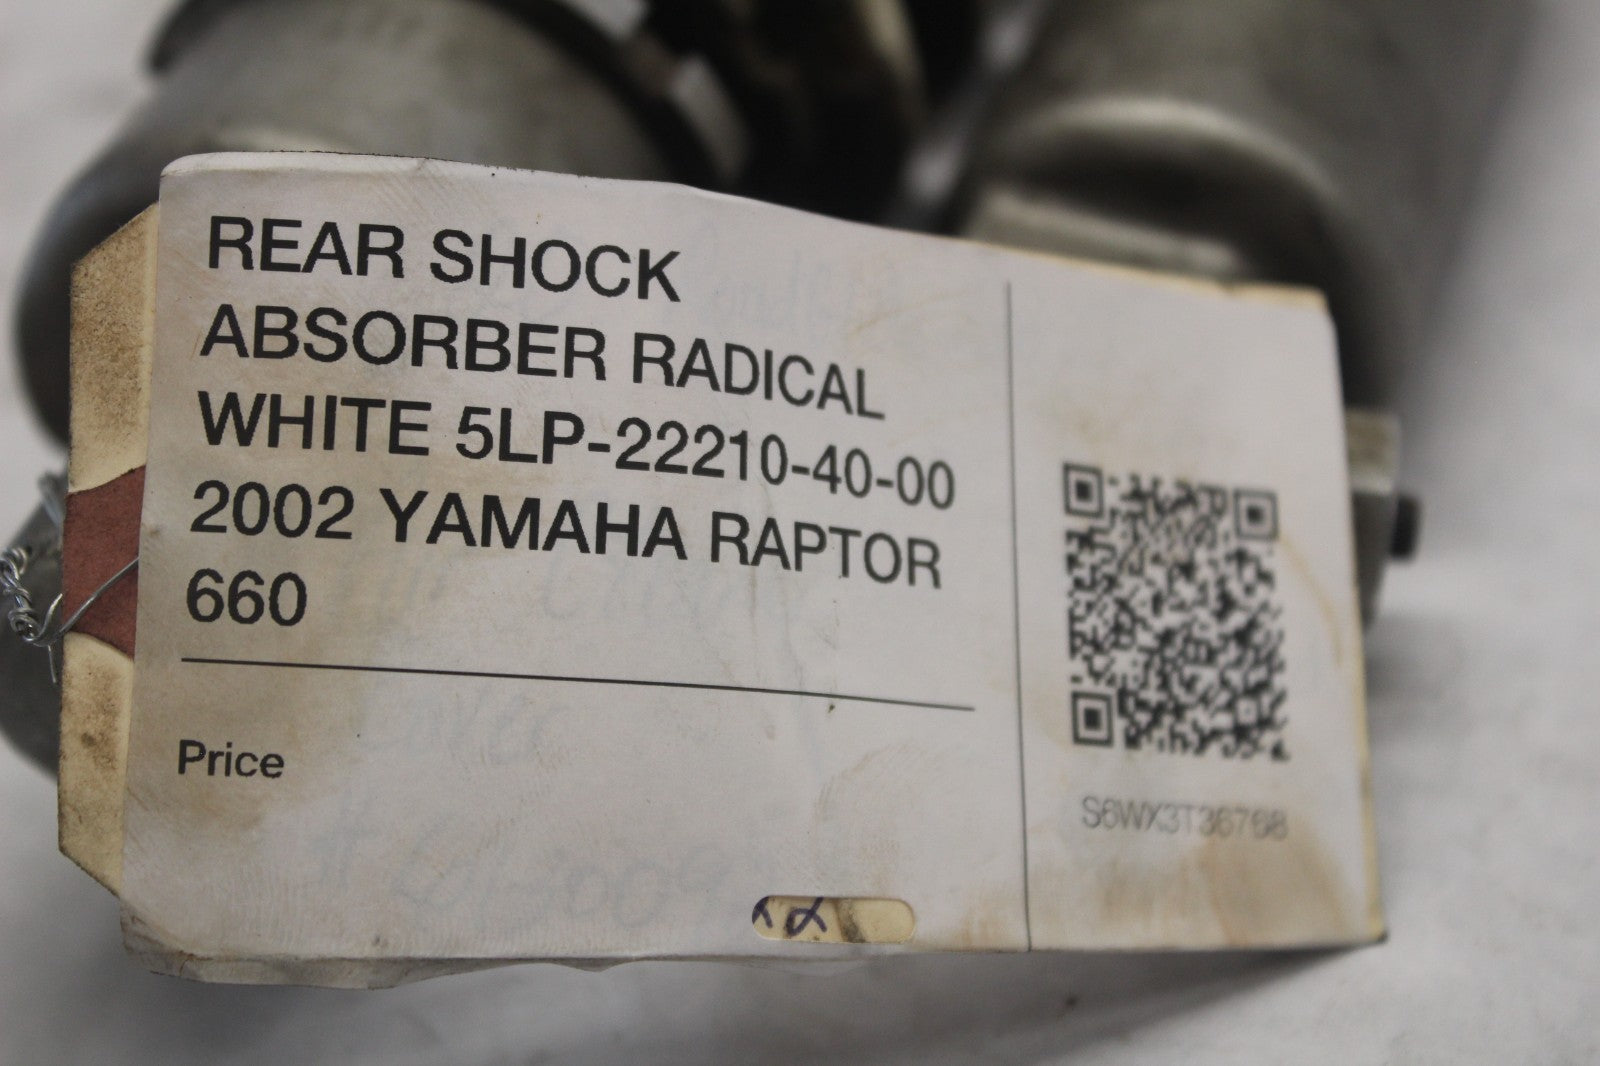 REAR SHOCK
ABSORBER RADICAL
WHITE 5LP-22210-40-00
2002 YAMAHA RAPTOR
660
Price
S6WX3T36768